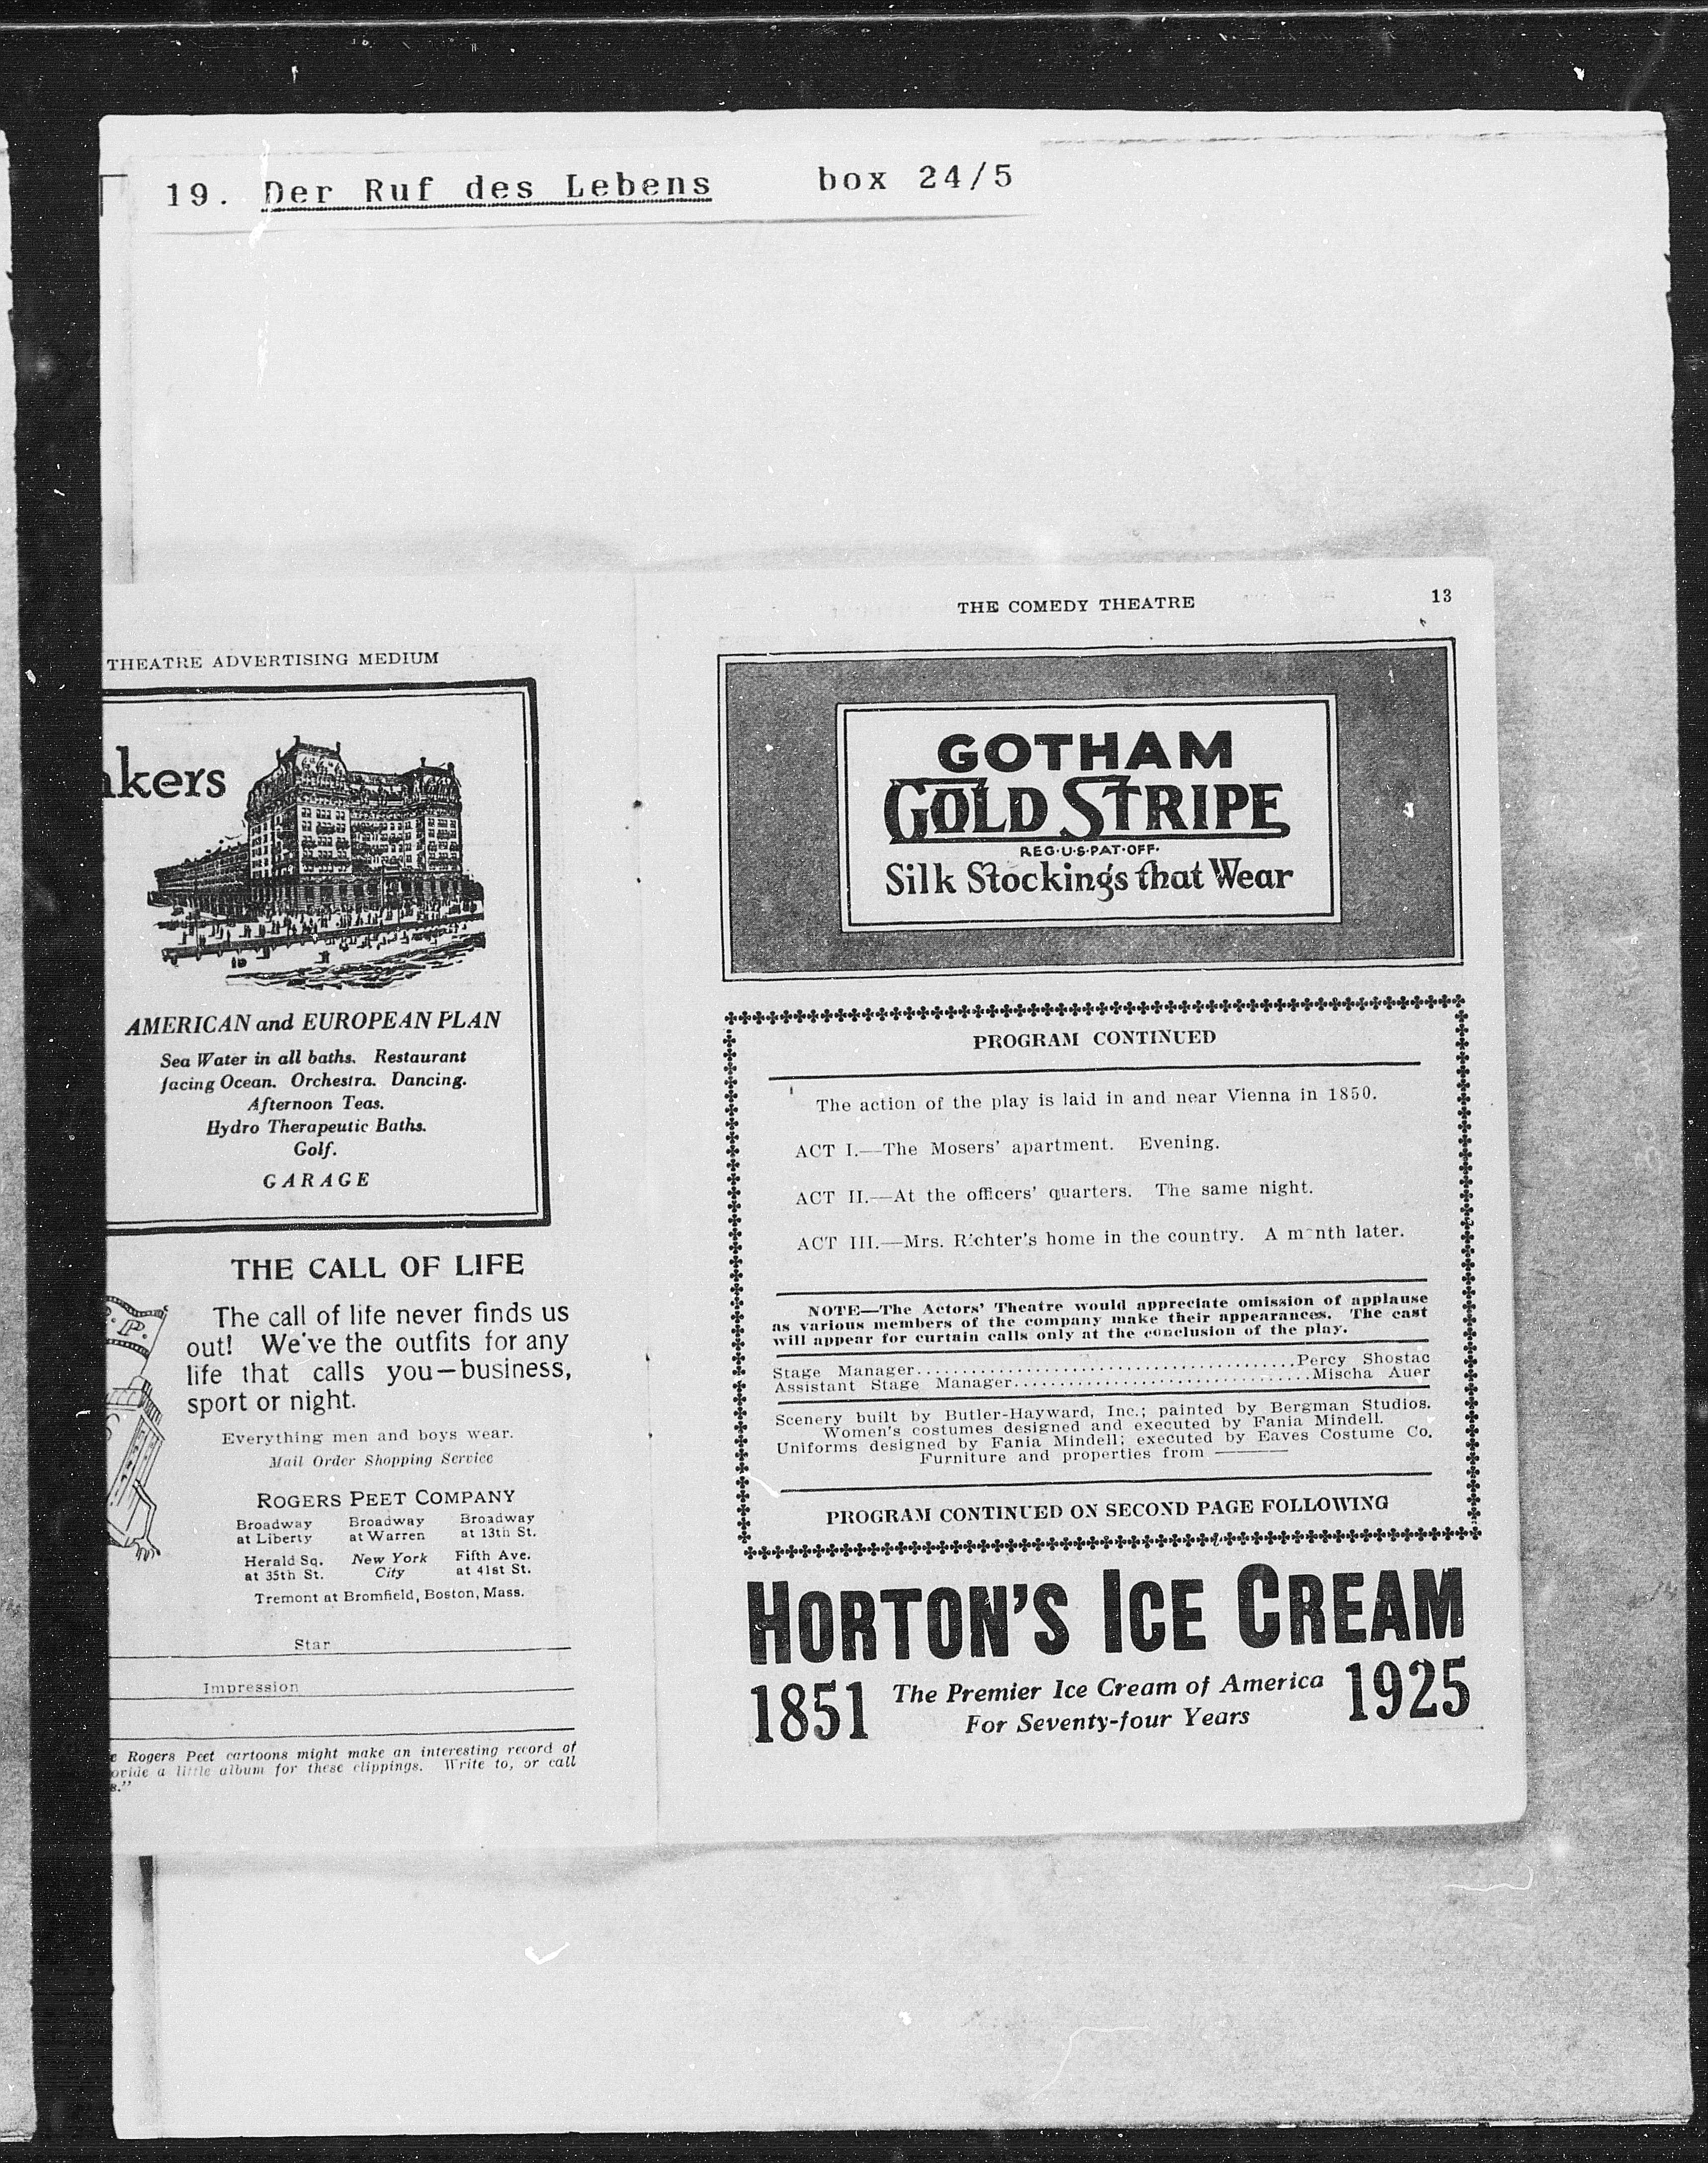 19. Der Ruf des Lebens box 24/5
THEATRE ADVERTISING MEDIUM
kers
AMERICAN and EUROPEAN PLAN
Sea Water in all baths. Restaurant
facing Ocean. Orchestra. Dancing.
Afternoon Teas.
Hydro Therapeutic Baths.
Golf.
GARAGE
THE CALL OF LIFE
The call of life never finds us
out! We've the outfits for any
life that calls you—business,
sport or night.
Everything men and boys wear.
Mail Order Shopping Service
ROGERS PEET COMPANY
Broadway Broadway Broadway
at Liberty at Warren at 13th St.
Herald Sq. New York Fifth Ave.
at 35th St. City at 41st St.
Tremont at Bromfield, Boston, Mass.
Star
Impression
Rogers Peet cartoons might make an interesting record of
ovide a little album for these clippings. Write to, or call
s."
. P.
THE COMEDY THEATRE 13
GOTHAM
GOLD STRIPE
REG·U·S·PAT·OFF·
Silk Stockings that Wear
PROGRAM CONTINUED
The action of the play is laid in and near Vienna in 1850.
ACT I.—The Mosers' apartment. Evening.
ACT II.—At the officers' quarters. The same night.
ACT III.—Mrs. Richter's home in the country. A month later.
NOTE—The Actors' Theatre would appreciate omission of applause
as various members of the company make their appearances. The cast
will appear for curtain calls only at the conclusion of the play.
Stage Manager..........................................Percy Shostac
Assistant Stage Manager.................................Mischa Auer
Scenery built by Butler-Hayward, Inc.; painted by Bergman Studios.
Women's costumes designed and executed by Fania Mindell.
Uniforms designed by Fania Mindell; executed by Eaves Costume Co.
Furniture and properties from ———
PROGRAM CONTINUED ON SECOND PAGE FOLLOWING
HORTON'S ICE CREAM
1851 The Premier Ice Cream of America 1925
For Seventy-four Years